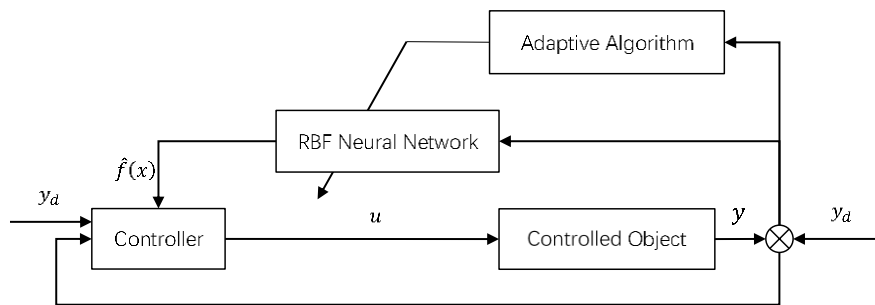 Adaptive Algorithm
RBF Neural Network
f̂(x)
y_d
Controller
u
Controlled Object
y
y_d